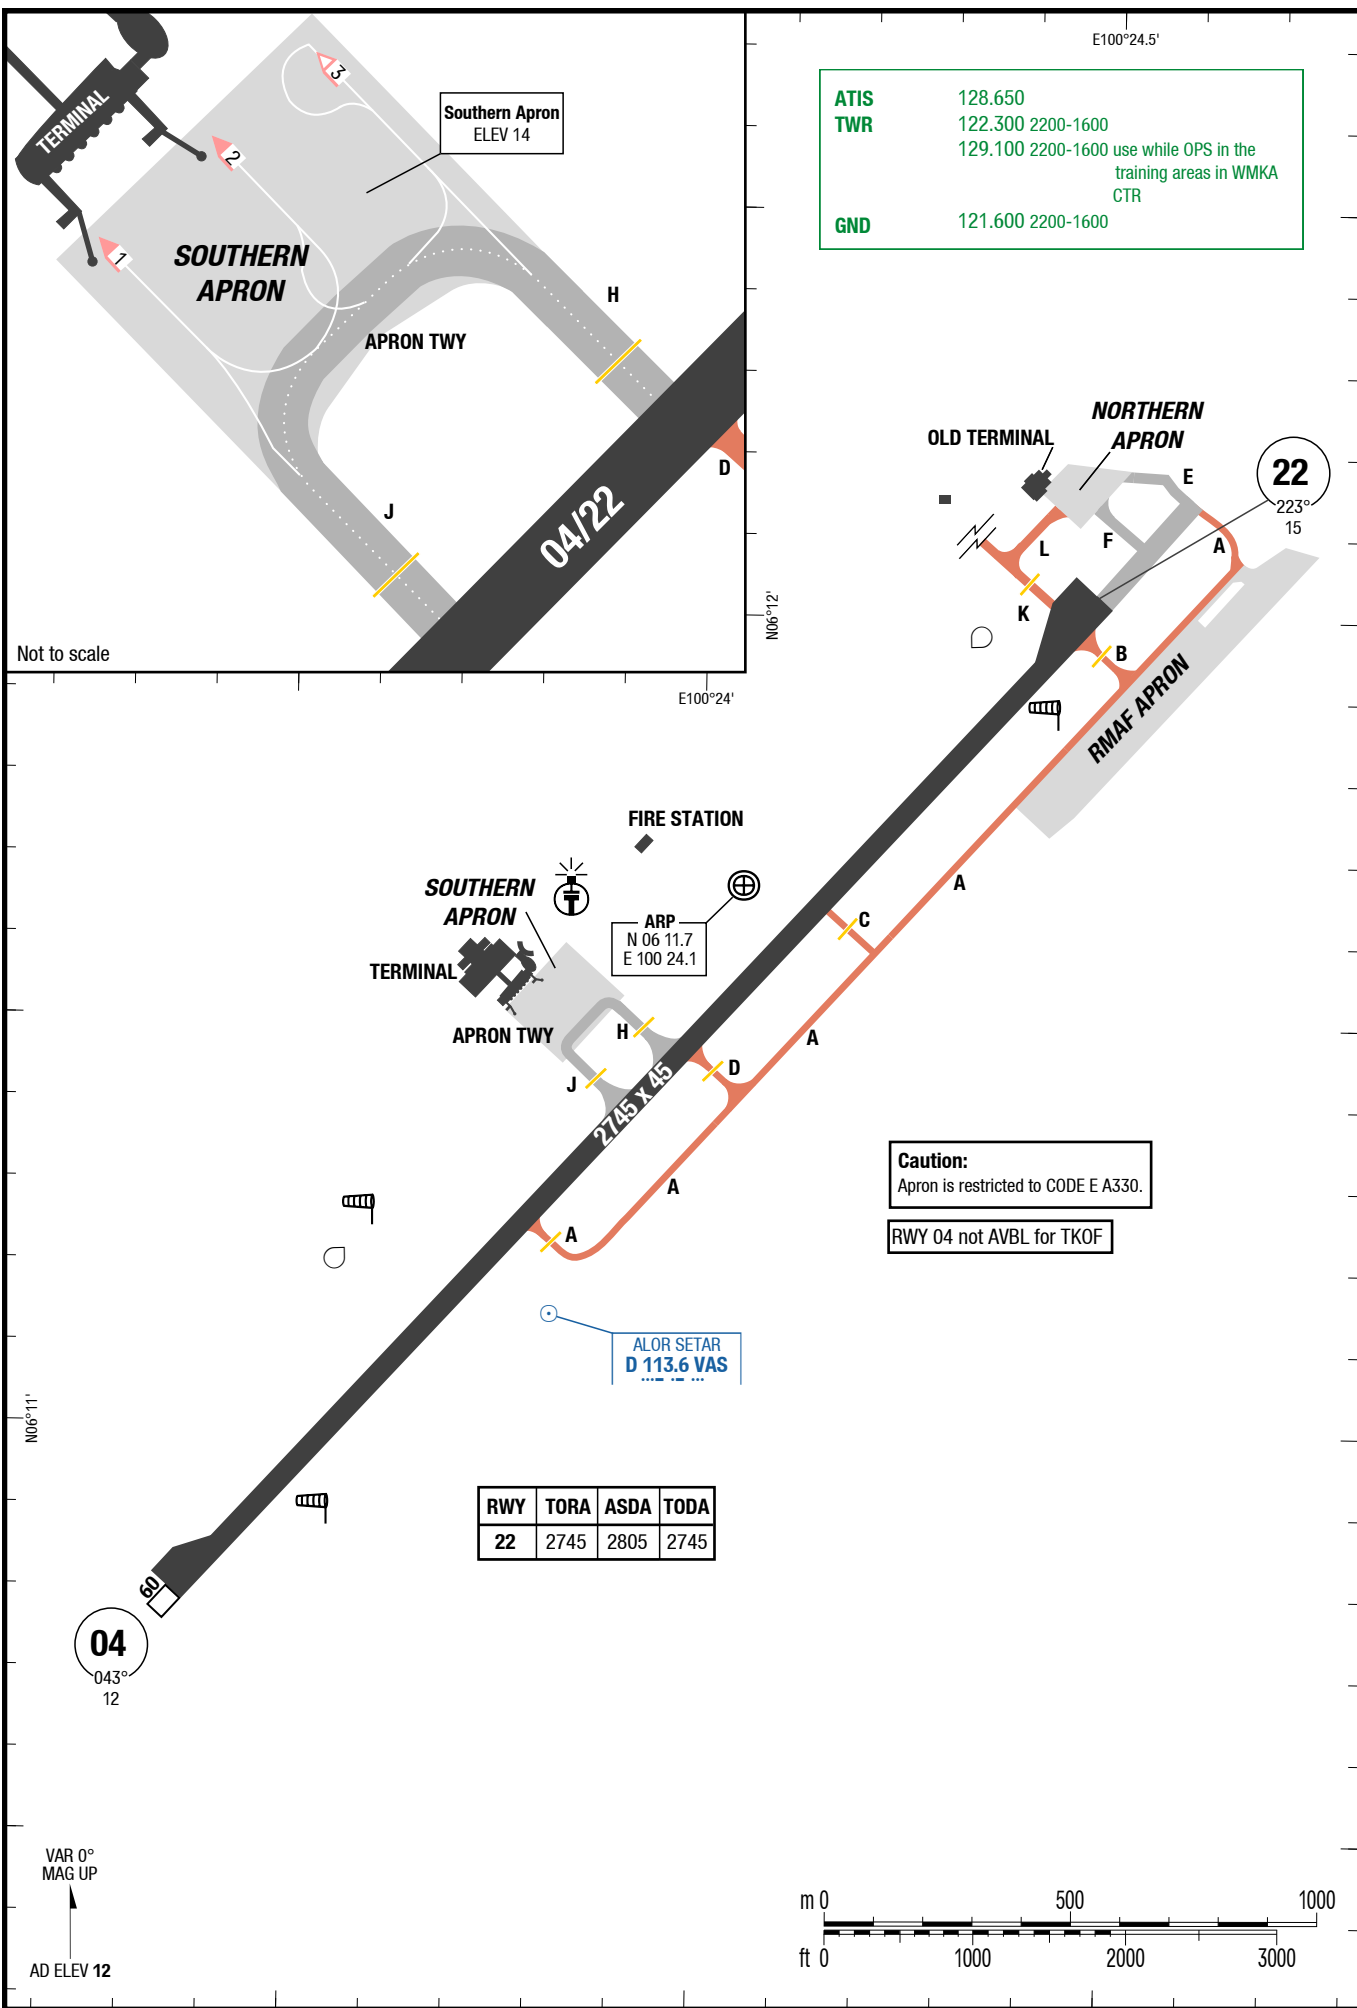 E100°24.5'
ATIS 128.650
TWR 122.300 2200-1600
129.100 2200-1600 use while OPS in the
training areas in WMKA
CTR
GND 121.600 2200-1600
TERMINAL
1
2
3
Southern Apron
ELEV 14
SOUTHERN
APRON
APRON TWY
H
J
D
04/22
Not to scale
N06°12'
E100°24'
OLD TERMINAL
NORTHERN
APRON
E
22
223°
15
L
F
A
K
B
RMAF APRON
FIRE STATION
SOUTHERN
APRON
ARP
N 06 11.7
E 100 24.1
TERMINAL
APRON TWY
A
C
A
H
D
J
2745 x 45
A
A
Caution:
Apron is restricted to CODE E A330.
RWY 04 not AVBL for TKOF
ALOR SETAR
D 113.6 VAS
N06°11'
RWY TORA ASDA TODA
22 2745 2805 2745
60
04
043°
12
VAR 0°
MAG UP
AD ELEV 12
m 0 500 1000
ft 0 1000 2000 3000